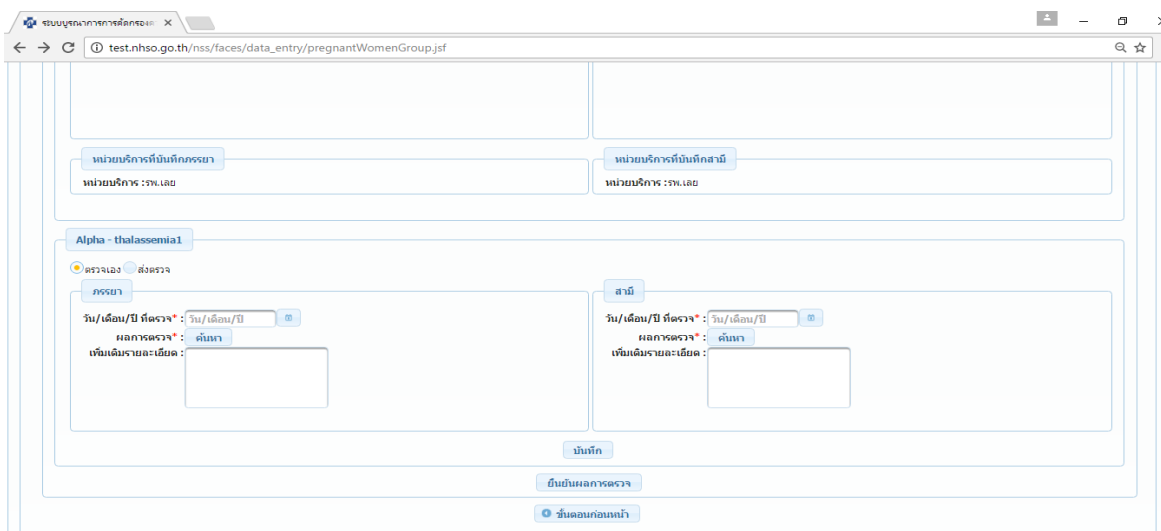 ระบบบูรณาการการคัดกรอง
test.nhso.go.th/nss/faces/data_entry/pregnantWomenGroup.jsf
หน่วยบริการที่บันทึกภรรยา หน่วยบริการที่บันทึกสามี
หน่วยบริการ :รพ.เลย หน่วยบริการ :รพ.เลย
Alpha - thalassemia1
ตรวจเอง ส่งตรวจ
ภรรยา สามี
วัน/เดือน/ปี ที่ตรวจ* : วัน/เดือน/ปี วัน/เดือน/ปี ที่ตรวจ* : วัน/เดือน/ปี
ผลการตรวจ* : ค้นหา ผลการตรวจ* : ค้นหา
เพิ่มเติมรายละเอียด : เพิ่มเติมรายละเอียด :
บันทึก
ยืนยันผลการตรวจ
ขั้นตอนก่อนหน้า